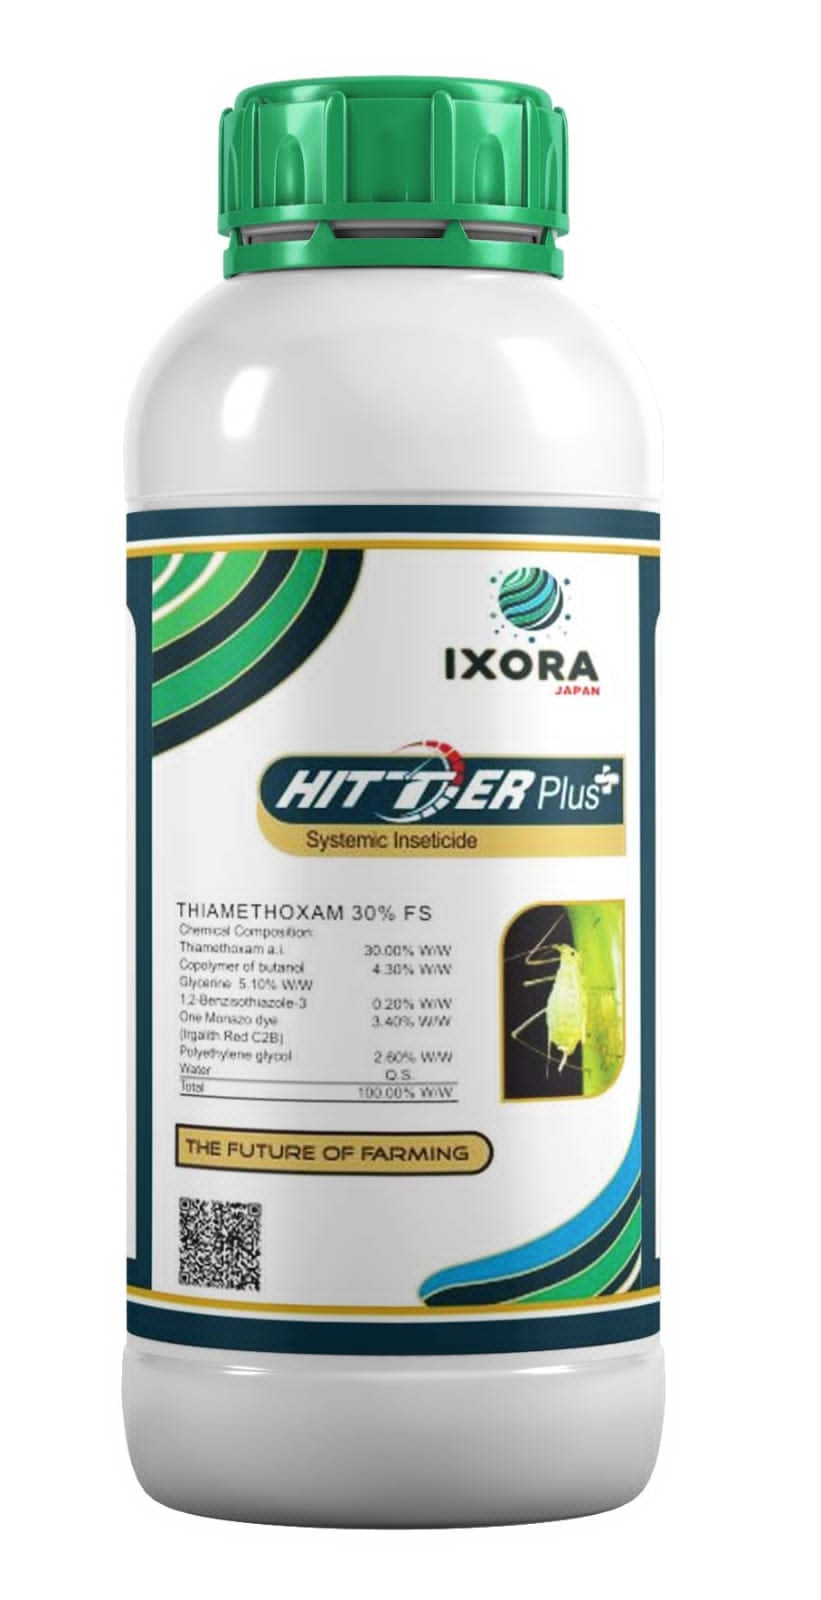 IXORA
JAPAN
HITTER Plus+
Systemic Inseticide
THIAMETHOXAM 30% FS
Chemical Composition:
Thiamethoxam a.i. 30.00% W/W
Copolymer of butanol 4.30% W/W
Glycerine 5.10% W/W
1,2-Benzisothiazole-3 0.20% W/W
One Monazo dye 3.40% W/W
(Irgalith Red C2B)
Polyethylene glycol 2.60% W/W
Water Q.S.
Total 100.00% W/W
THE FUTURE OF FARMING